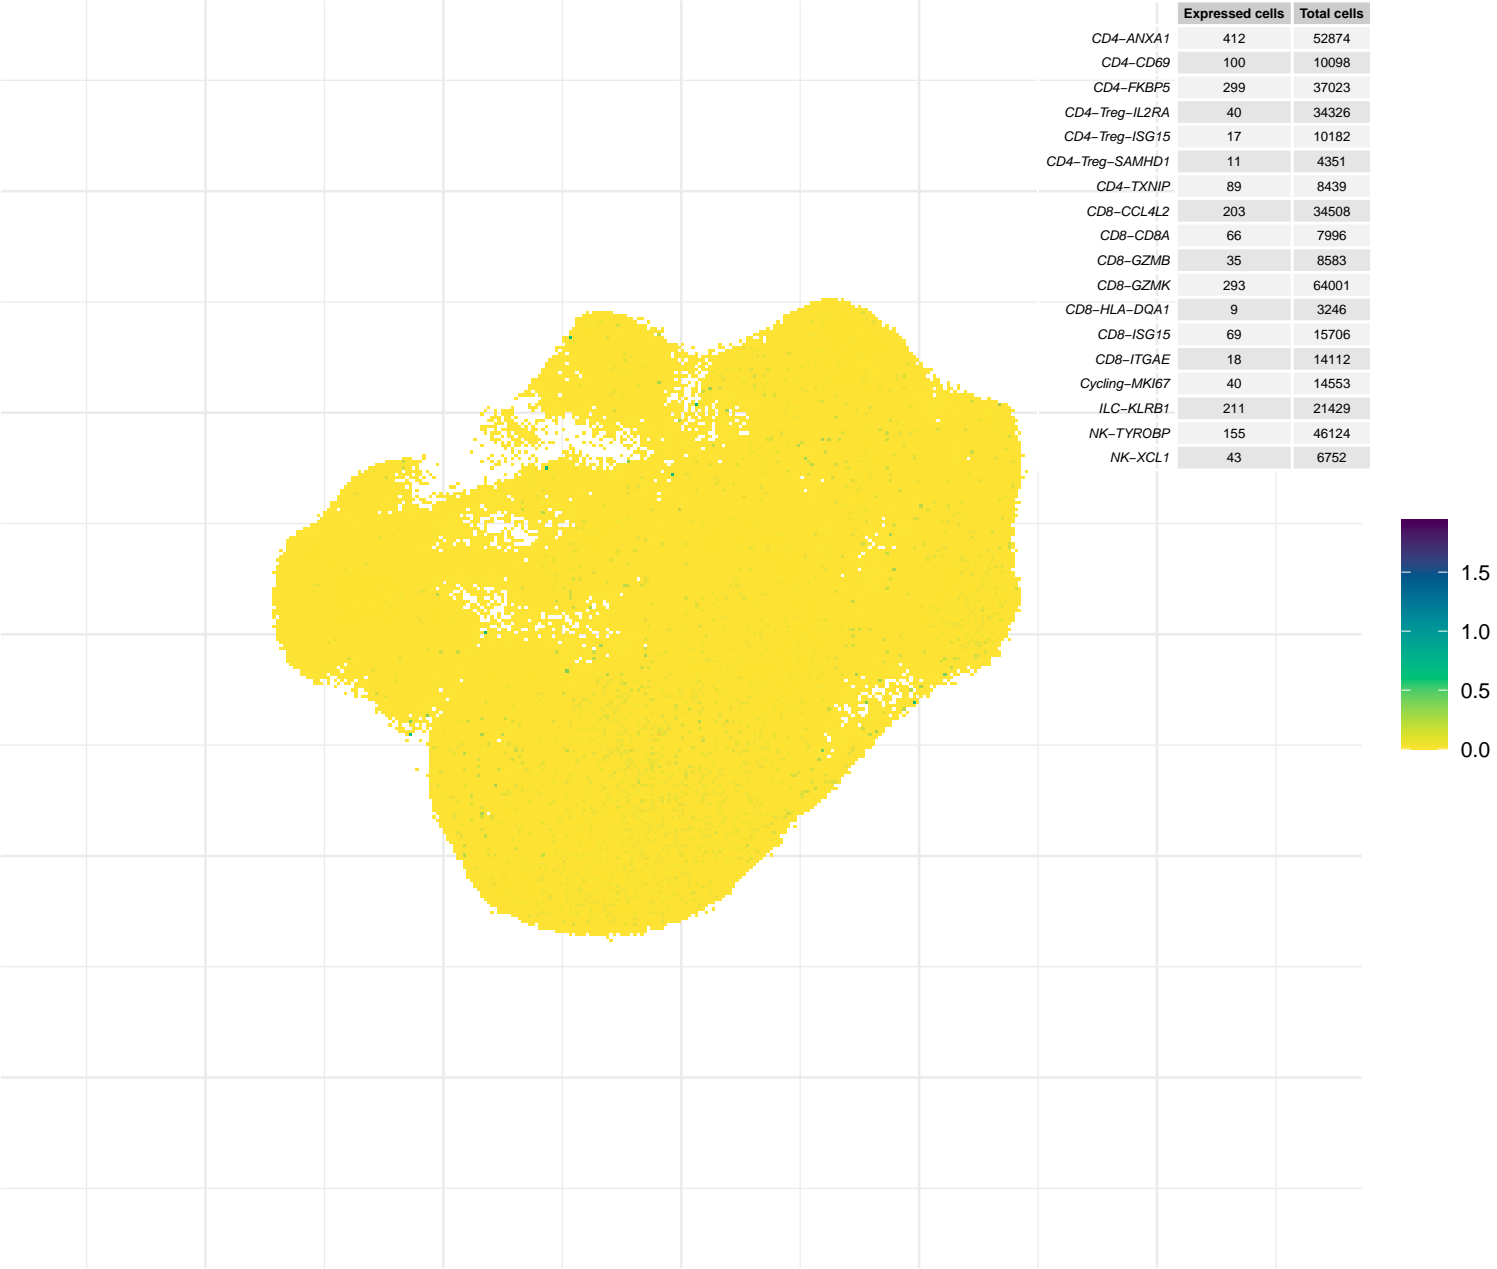 Expressed cells Total cells
CD4−ANXA1 412 52874
CD4−CD69 100 10098
CD4−FKBP5 299 37023
CD4−Treg−IL2RA 40 34326
CD4−Treg−ISG15 17 10182
CD4−Treg−SAMHD1 11 4351
CD4−TXNIP 89 8439
CD8−CCL4L2 203 34508
CD8−CD8A 66 7996
CD8−GZMB 35 8583
CD8−GZMK 293 64001
CD8−HLA−DQA1 9 3246
CD8−ISG15 69 15706
CD8−ITGAE 18 14112
Cycling−MKI67 40 14553
ILC−KLRB1 211 21429
NK−TYROBP 155 46124
NK−XCL1 43 6752
1.5
1.0
0.5
0.0